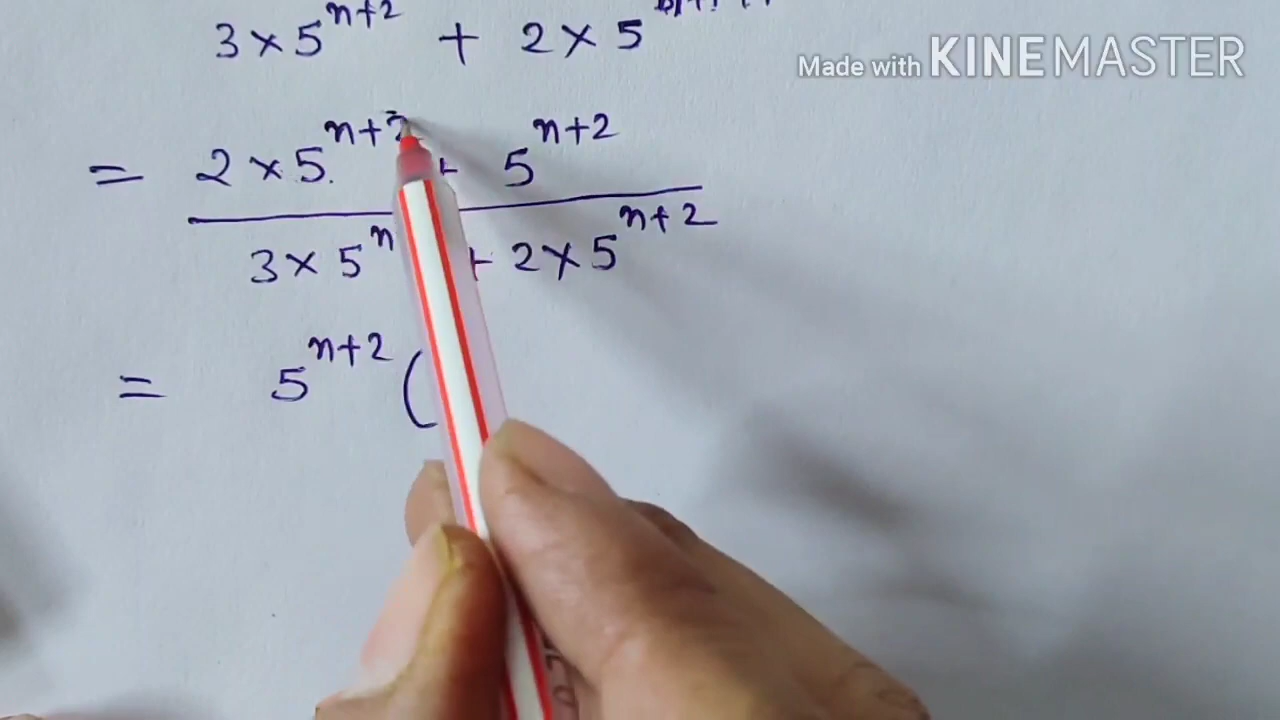 3 × 5^{n+2} + 2 × 5
Made with KINEMASTER
= 2 × 5^{n+} + 5^{n+2}
3 × 5^{n} + 2 × 5^{n+2}
= 5^{n+2} (